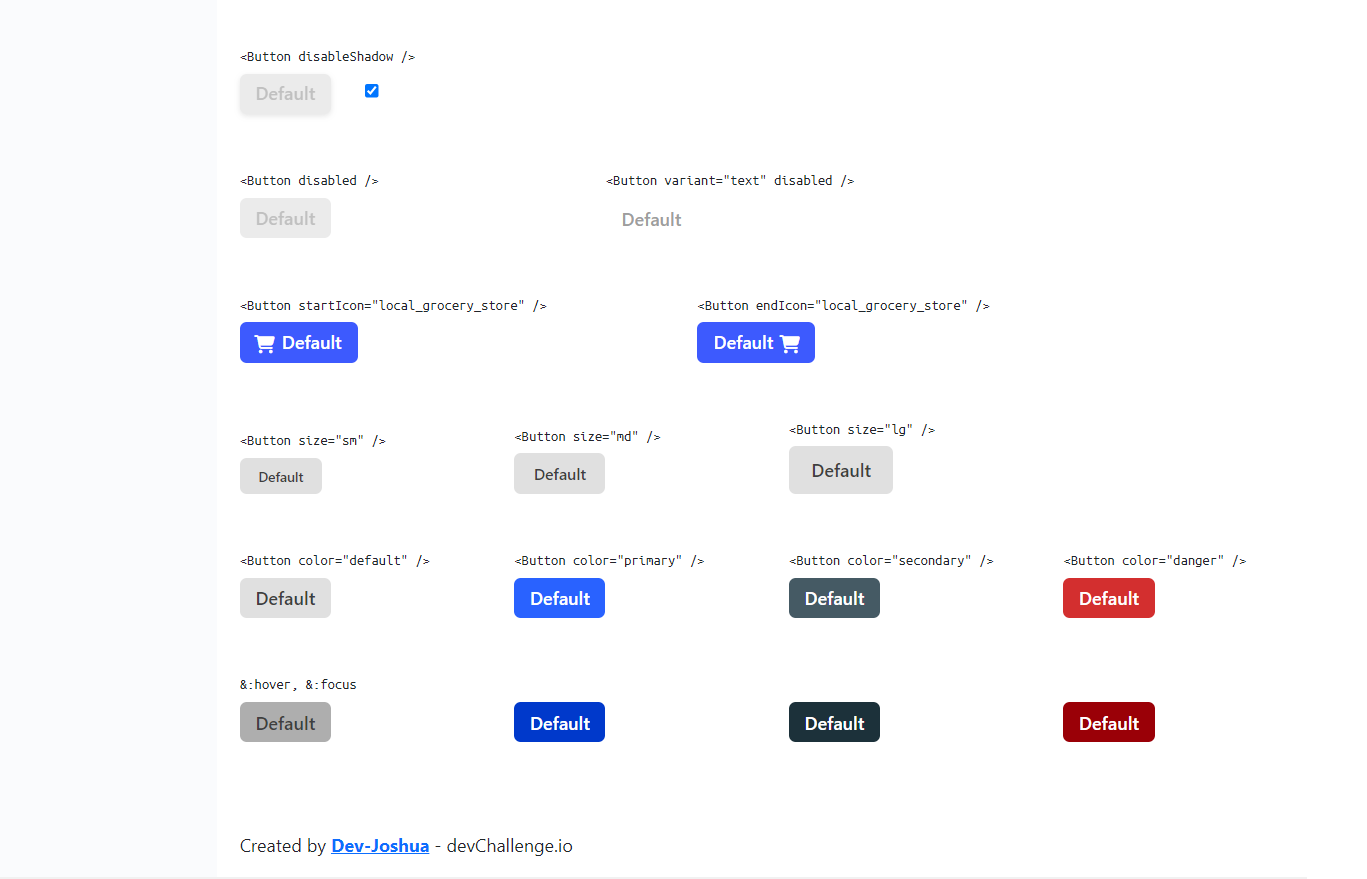 <Button disableShadow />
Default
<Button disabled /> <Button variant="text" disabled />
Default Default
<Button startIcon="local_grocery_store" /> <Button endIcon="local_grocery_store" />
Default Default
<Button size="sm" /> <Button size="md" /> <Button size="lg" />
Default Default Default
<Button color="default" /> <Button color="primary" /> <Button color="secondary" /> <Button color="danger" />
Default Default Default Default
&:hover, &:focus
Default Default Default Default
Created by Dev-Joshua - devChallenge.io